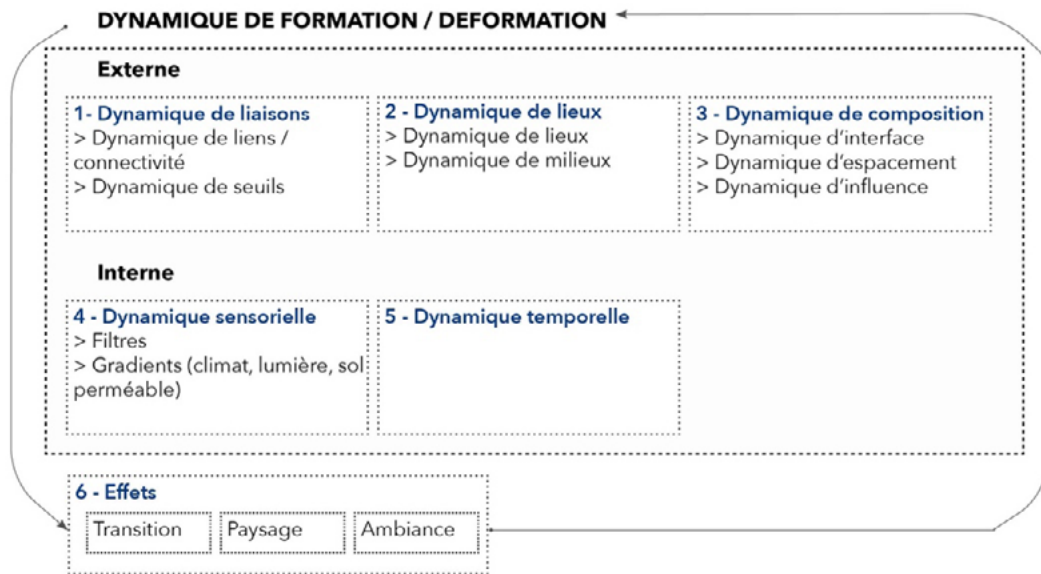 DYNAMIQUE DE FORMATION / DEFORMATION
Externe
1- Dynamique de liaisons
> Dynamique de liens /
connectivité
> Dynamique de seuils
2 - Dynamique de lieux
> Dynamique de lieux
> Dynamique de milieux
3 - Dynamique de composition
> Dynamique d'interface
> Dynamique d'espacement
> Dynamique d'influence
Interne
4 - Dynamique sensorielle
> Filtres
> Gradients (climat, lumière, sol
perméable)
5 - Dynamique temporelle
6 - Effets
Transition
Paysage
Ambiance